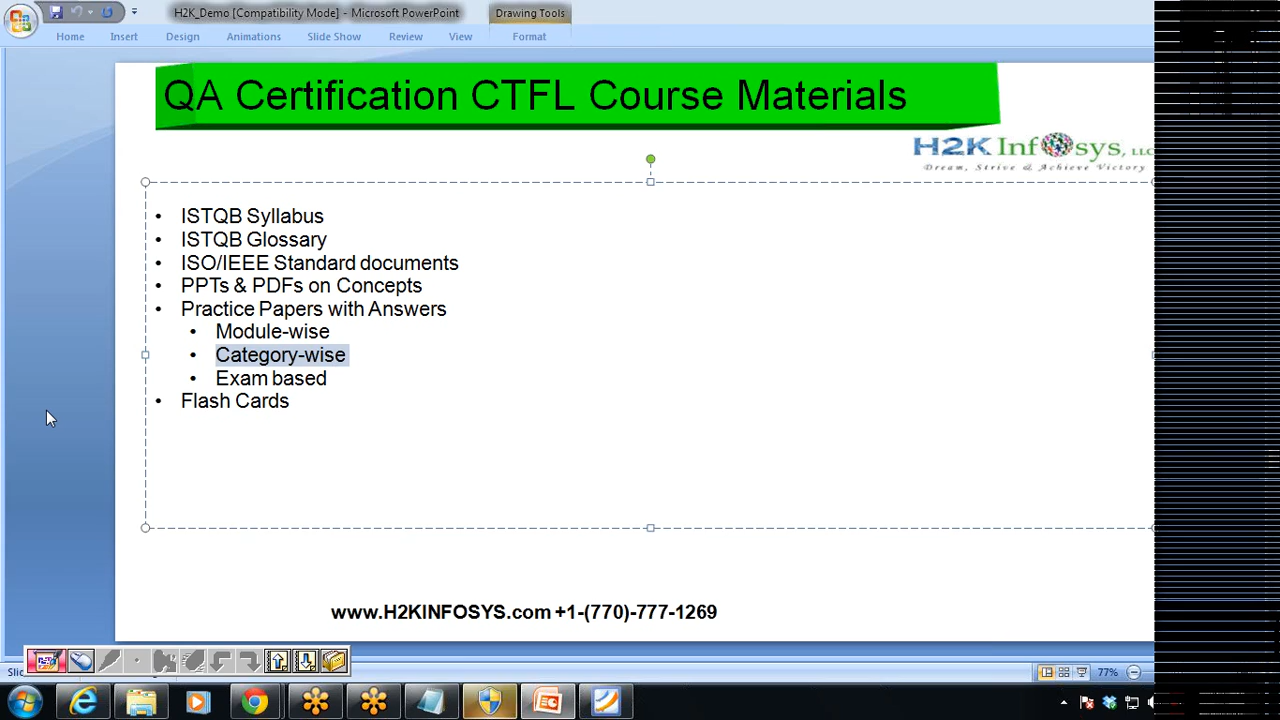 H2K_Demo [Compatibility Mode] - Microsoft PowerPoint
Home Insert Design Animations Slide Show Review View Format
QA Certification CTFL Course Materials
H2K Infosys, LLC
Dream, Strive & Achieve Victory
• ISTQB Syllabus
• ISTQB Glossary
• ISO/IEEE Standard documents
• PPTs & PDFs on Concepts
• Practice Papers with Answers
• Module-wise
• Category-wise
• Exam based
• Flash Cards
www.H2KINFOSYS.com +1-(770)-777-1269
77%